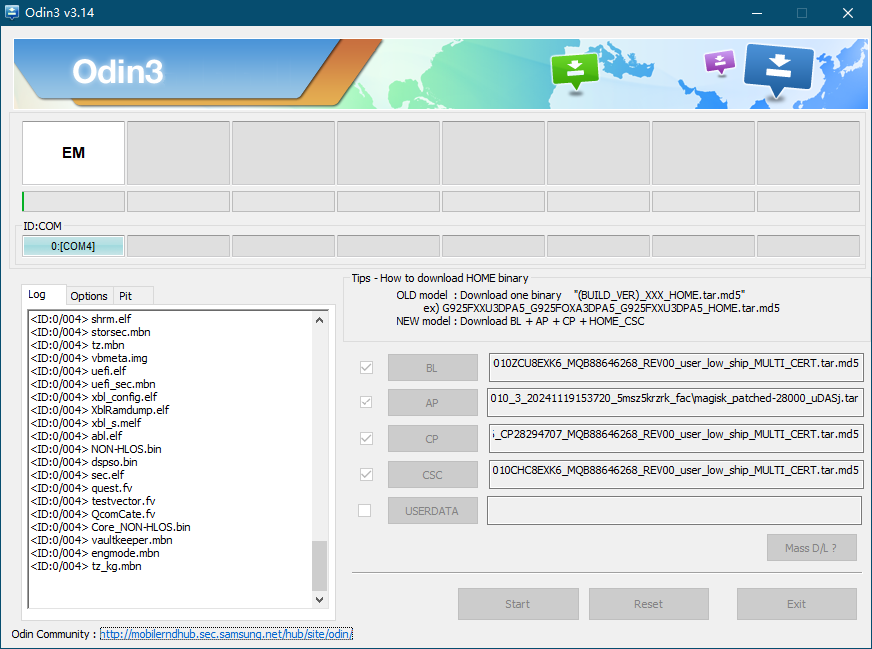 Odin3 v3.14
Odin3
EM
ID:COM
0:[COM4]
Log
Options
Pit
<ID:0/004> shrm.elf
<ID:0/004> storsec.mbn
<ID:0/004> tz.mbn
<ID:0/004> vbmeta.img
<ID:0/004> uefi.elf
<ID:0/004> uefi_sec.mbn
<ID:0/004> xbl_config.elf
<ID:0/004> XblRamdump.elf
<ID:0/004> xbl_s.melf
<ID:0/004> abl.elf
<ID:0/004> NON-HLOS.bin
<ID:0/004> dspso.bin
<ID:0/004> sec.elf
<ID:0/004> quest.fv
<ID:0/004> testvector.fv
<ID:0/004> QcomCate.fv
<ID:0/004> Core_NON-HLOS.bin
<ID:0/004> vaultkeeper.mbn
<ID:0/004> engmode.mbn
<ID:0/004> tz_kg.mbn
Tips - How to download HOME binary
OLD model : Download one binary "(BUILD_VER)_XXX_HOME.tar.md5"
ex) G925FXXU3DPA5_G925FOXA3DPA5_G925FXXU3DPA5_HOME.tar.md5
NEW model : Download BL + AP + CP + HOME_CSC
BL
010ZCU8EXK6_MQB88646268_REV00_user_low_ship_MULTI_CERT.tar.md5
AP
010_3_20241119153720_5msz5krzrk_fac\magisk_patched-28000_uDASj.tar
CP
_CP28294707_MQB88646268_REV00_user_low_ship_MULTI_CERT.tar.md5
CSC
010CHC8EXK6_MQB88646268_REV00_user_low_ship_MULTI_CERT.tar.md5
USERDATA
Mass D/L ?
Start
Reset
Exit
Odin Community : http://mobilerndhub.sec.samsung.net/hub/site/odin/